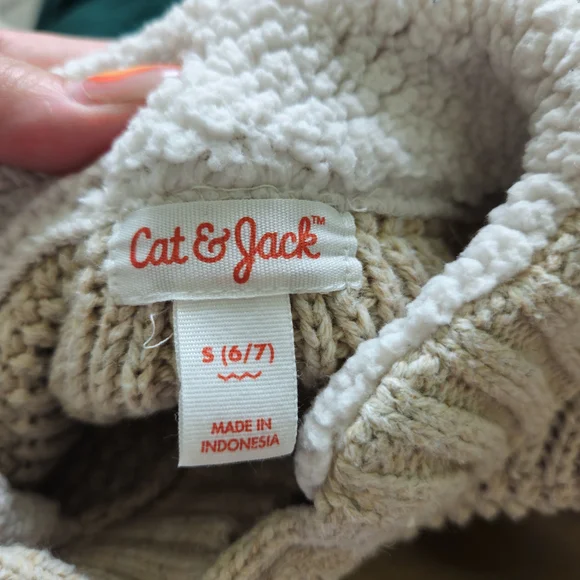 Cat & Jack™
S (6/7)
MADE IN
INDONESIA